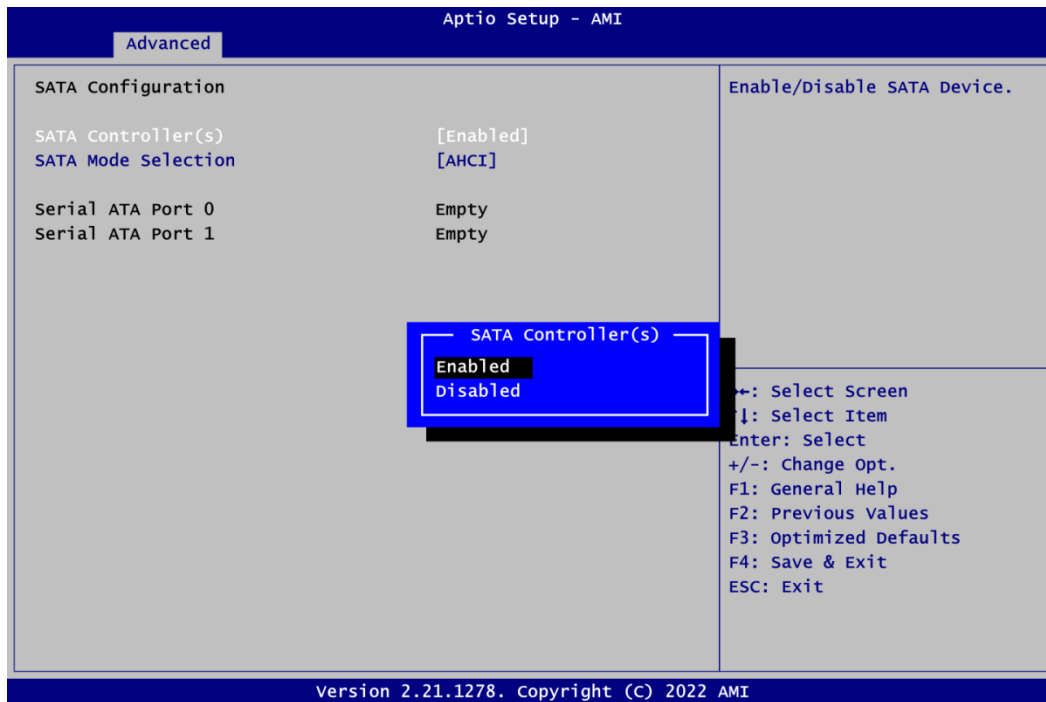 Aptio Setup - AMI
Advanced
SATA Configuration
SATA Controller(s) [Enabled]
SATA Mode Selection [AHCI]
Serial ATA Port 0 Empty
Serial ATA Port 1 Empty
Enable/Disable SATA Device.
SATA Controller(s)
Enabled
Disabled
←: Select Screen
↓: Select Item
Enter: Select
+/-: Change Opt.
F1: General Help
F2: Previous Values
F3: Optimized Defaults
F4: Save & Exit
ESC: Exit
Version 2.21.1278. Copyright (C) 2022 AMI